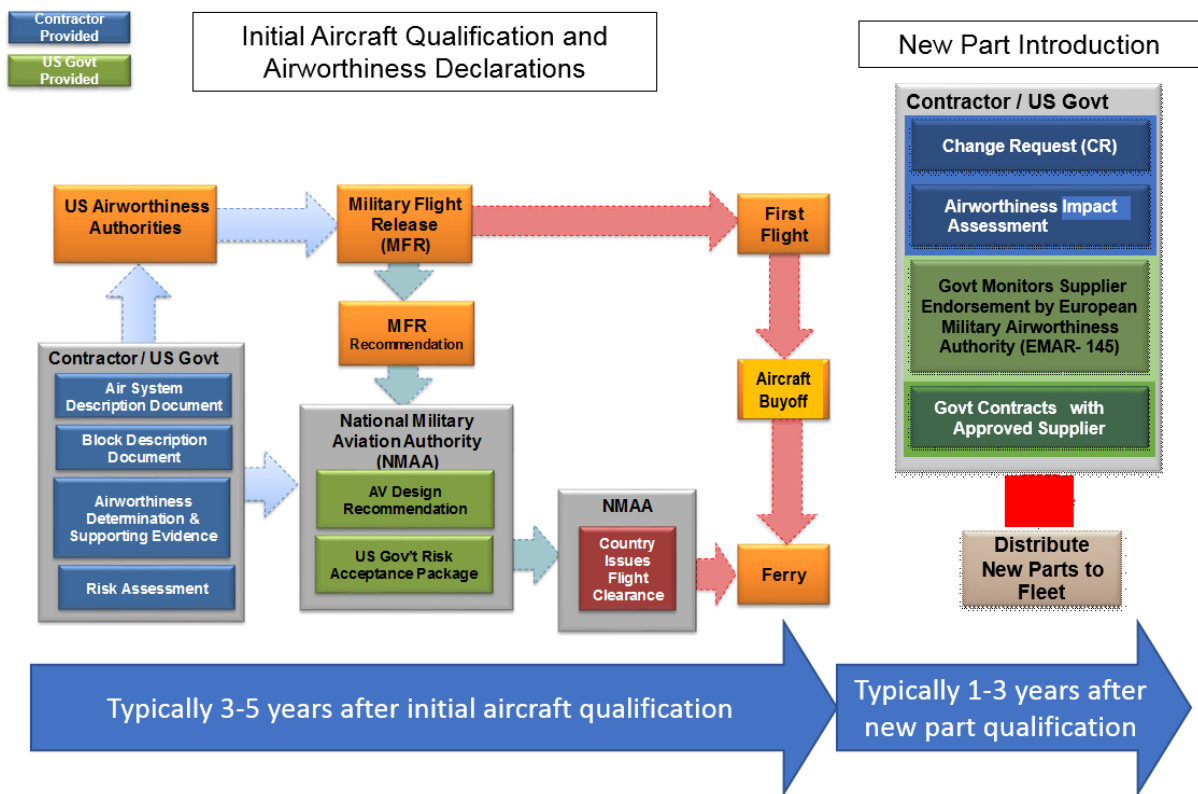 Contractor
Provided
US Govt
Provided
Initial Aircraft Qualification and
Airworthiness Declarations
New Part Introduction
US Airworthiness
Authorities
Military Flight
Release
(MFR)
First
Flight
MFR
Recommendation
Contractor / US Govt
Air System
Description Document
Block Description
Document
Airworthiness
Determination &
Supporting Evidence
Risk Assessment
National Military
Aviation Authority
(NMAA)
AV Design
Recommendation
US Gov't Risk
Acceptance Package
NMAA
Country
Issues
Flight
Clearance
Aircraft
Buyoff
Ferry
Contractor / US Govt
Change Request (CR)
Airworthiness Impact
Assessment
Govt Monitors Supplier
Endorsement by European
Military Airworthiness
Authority (EMAR- 145)
Govt Contracts with
Approved Supplier
Distribute
New Parts to
Fleet
Typically 3-5 years after initial aircraft qualification
Typically 1-3 years after
new part qualification